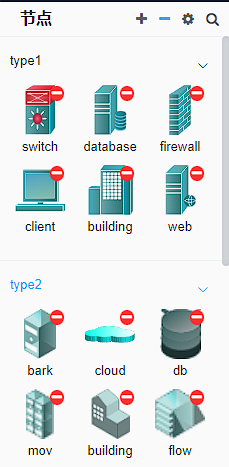 节点
type1
switch database firewall
client building web
type2
bark cloud db
mov building flow